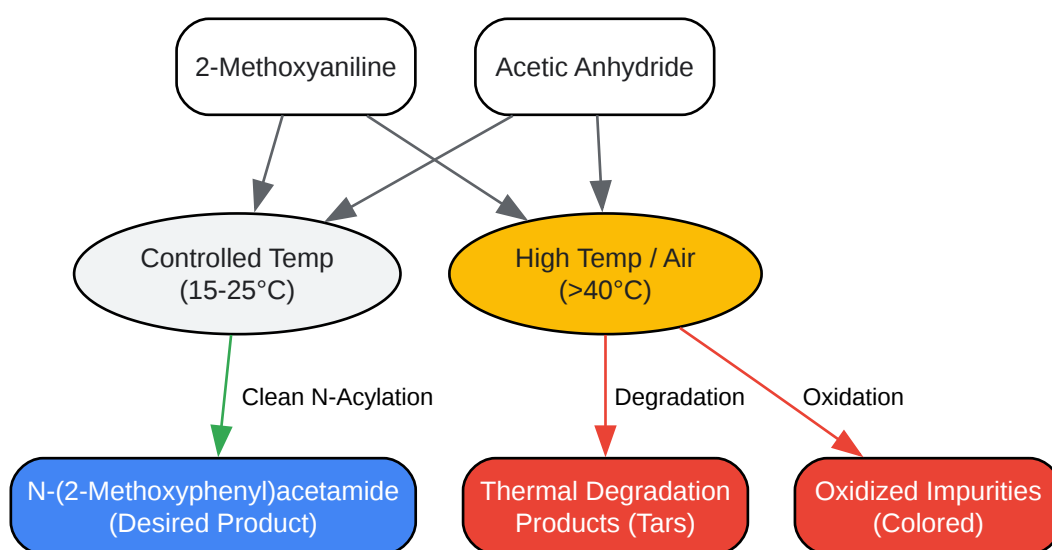 2-Methoxyaniline
Acetic Anhydride
Controlled Temp
(15-25°C)
High Temp / Air
(>40°C)
Clean N-Acylation
Degradation
Oxidation
N-(2-Methoxyphenyl)acetamide
(Desired Product)
Thermal Degradation
Products (Tars)
Oxidized Impurities
(Colored)